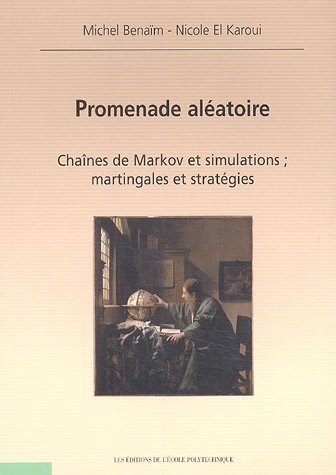 Michel Benaïm - Nicole El Karoui
Promenade aléatoire
Chaînes de Markov et simulations ;
martingales et stratégies
LES ÉDITIONS DE L'ÉCOLE POLYTECHNIQUE